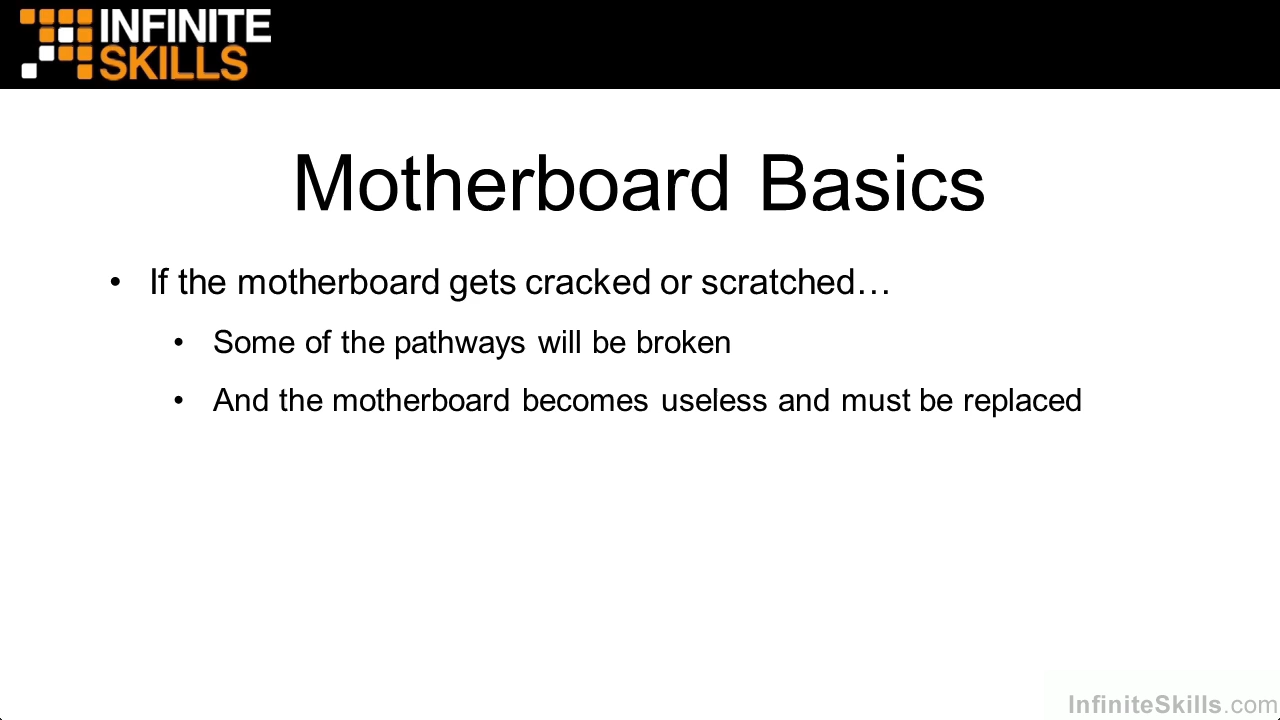 INFINITE
SKILLS
Motherboard Basics
• If the motherboard gets cracked or scratched…
• Some of the pathways will be broken
• And the motherboard becomes useless and must be replaced
InfiniteSkills.com